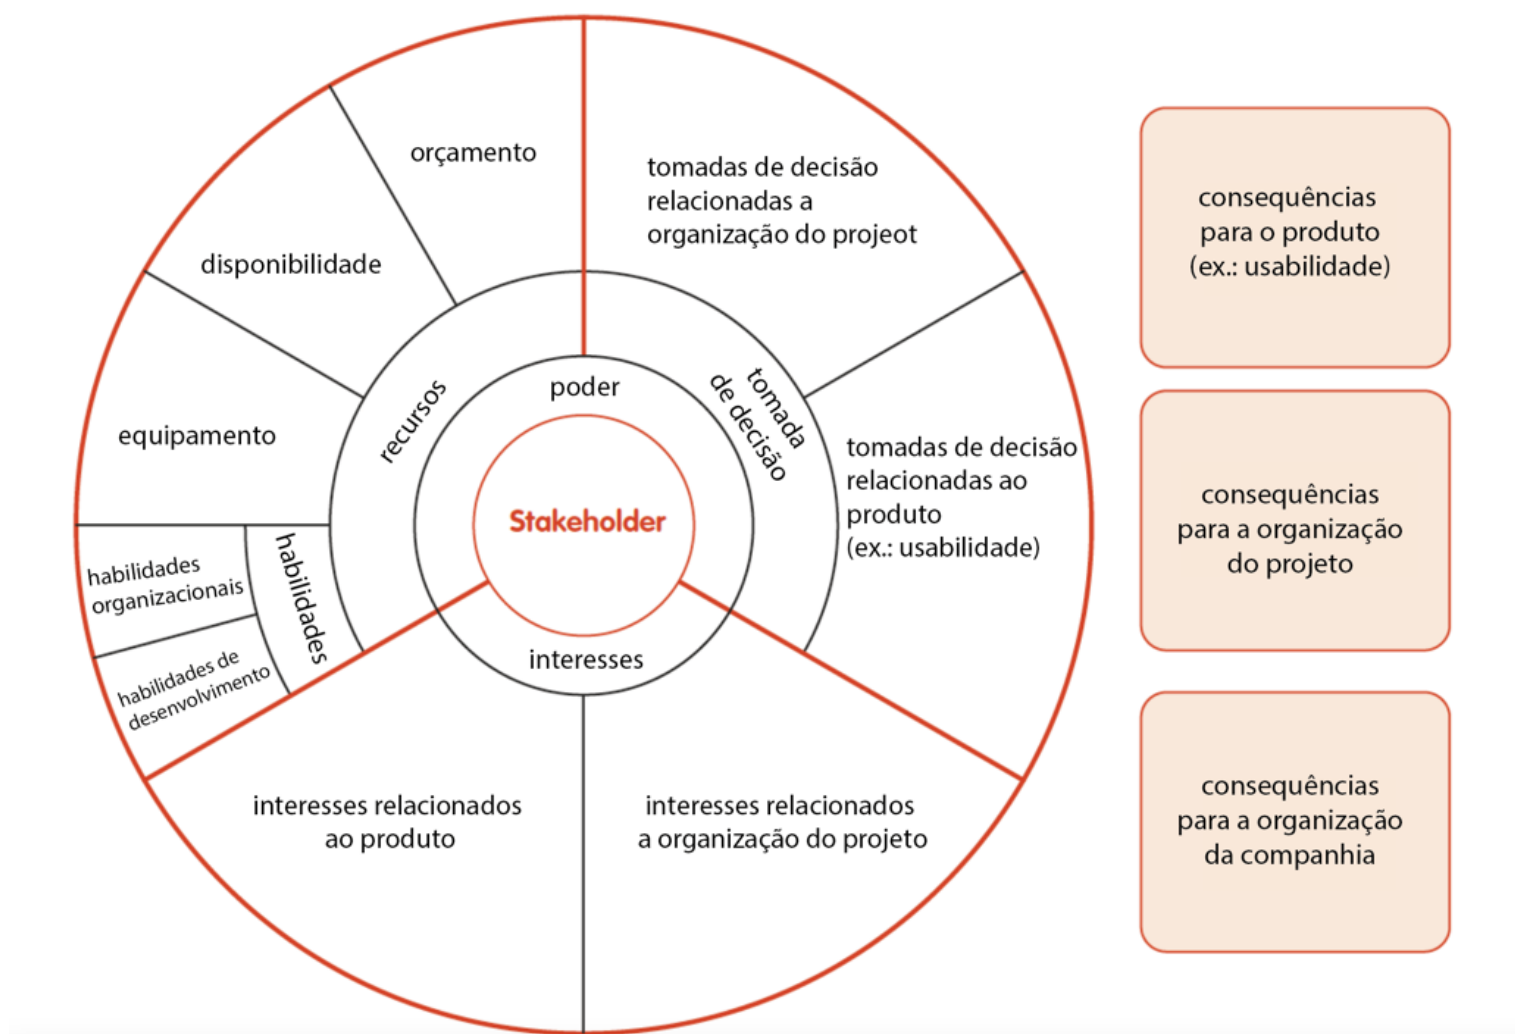 orçamento
tomadas de decisão
relacionadas a
organização do projeot
disponibilidade
equipamento
recursos
poder
tomada
de decisão
tomadas de decisão
relacionadas ao
produto
(ex.: usabilidade)
Stakeholder
habilidades
habilidades
organizacionais
habilidades de
desenvolvimento
interesses
interesses relacionados
ao produto
interesses relacionados
a organização do projeto
consequências
para o produto
(ex.: usabilidade)
consequências
para a organização
do projeto
consequências
para a organização
da companhia